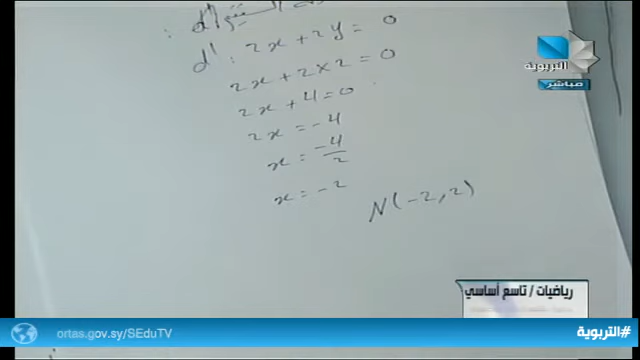 d' :
d' : 2x + 2y = 0
2x + 2 × 2 = 0
2x + 4 = 0
2x = -4
x = -4/2
x = -2
N(-2, 2)
التربوية
مباشر
رياضيات / تاسع أساسي
ortas.gov.sy/SEduTV
#التربوية